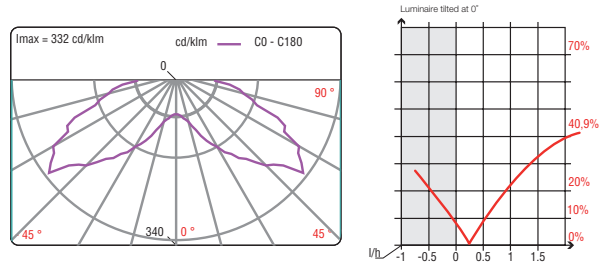 Imax = 332 cd/klm
cd/klm C0 - C180
0
90 °
45 °
340
0 °
45°
Luminaire tilted at 0°
70%
40,9%
20%
10%
0%
l/h
-1 -0.5 0 0.5 1 1.5